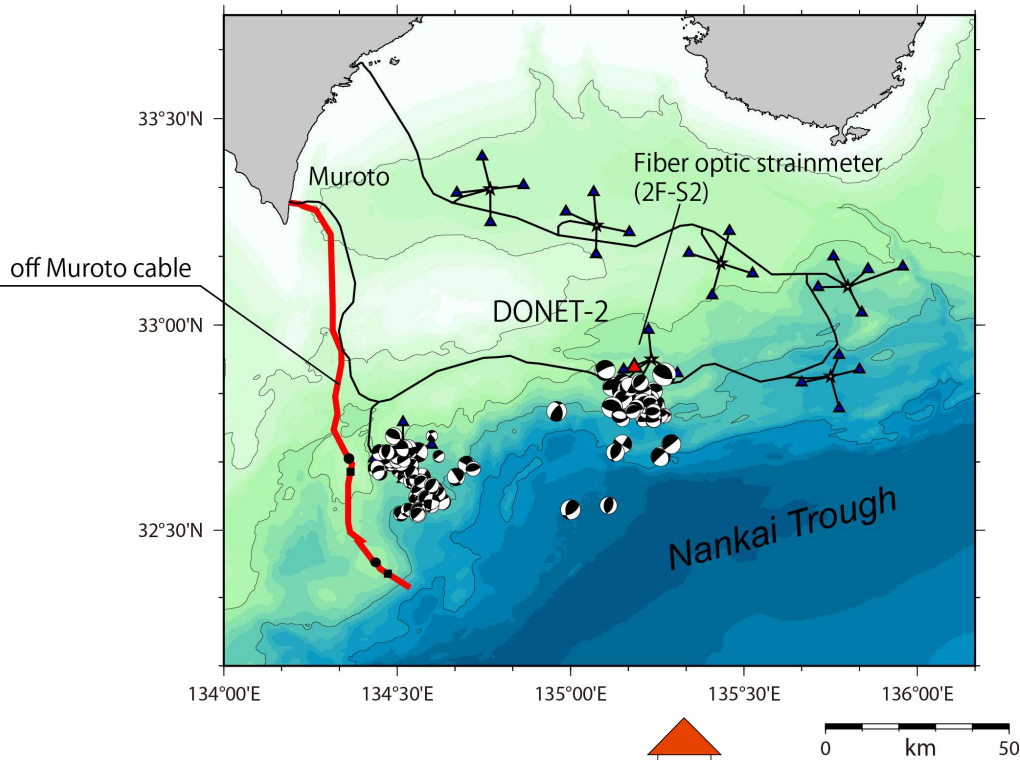 33°30'N
Muroto
Fiber optic strainmeter
(2F-S2)
off Muroto cable
DONET-2
33°00'N
32°30'N
Nankai Trough
134°00'E
134°30'E
135°00'E
135°30'E
136°00'E
0
km
50